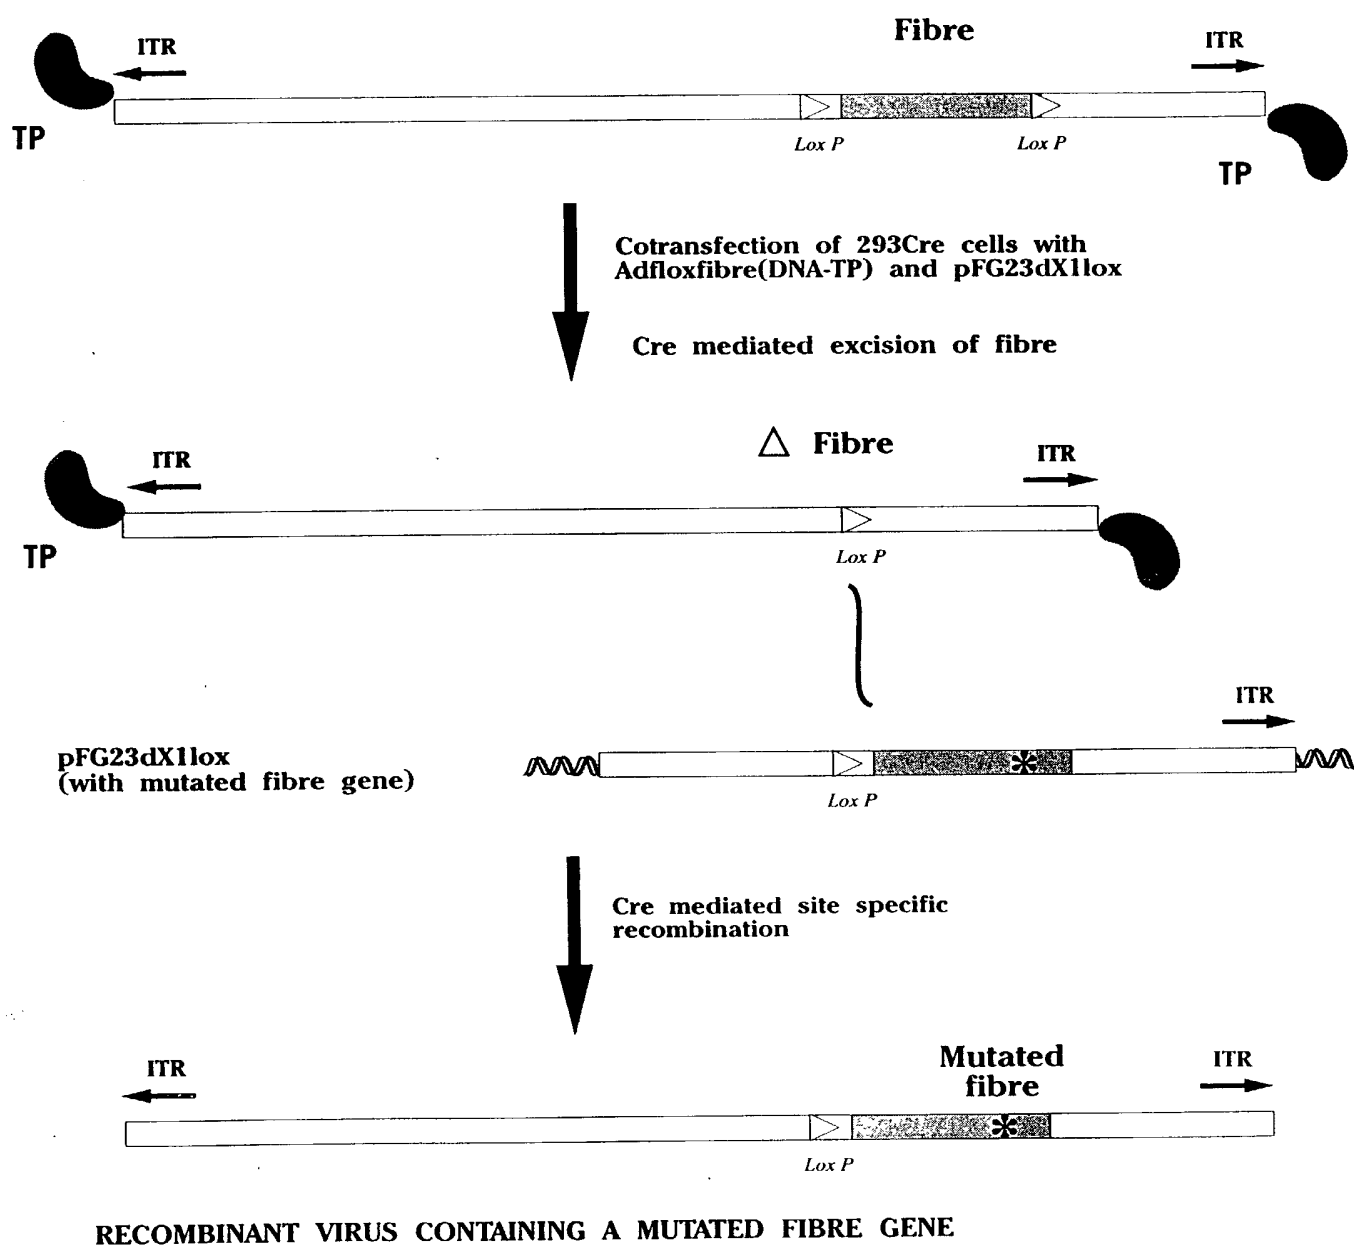 Fibre
ITR
ITR
TP
Lox P
Lox P
TP
Cotransfection of 293Cre cells with
Adfloxfibre(DNA-TP) and pFG23dX1lox
Cre mediated excision of fibre
△ Fibre
ITR
ITR
TP
Lox P
ITR
pFG23dX1lox
(with mutated fibre gene)
*
Lox P
Cre mediated site specific
recombination
ITR
Mutated
fibre
ITR
*
Lox P
RECOMBINANT VIRUS CONTAINING A MUTATED FIBRE GENE